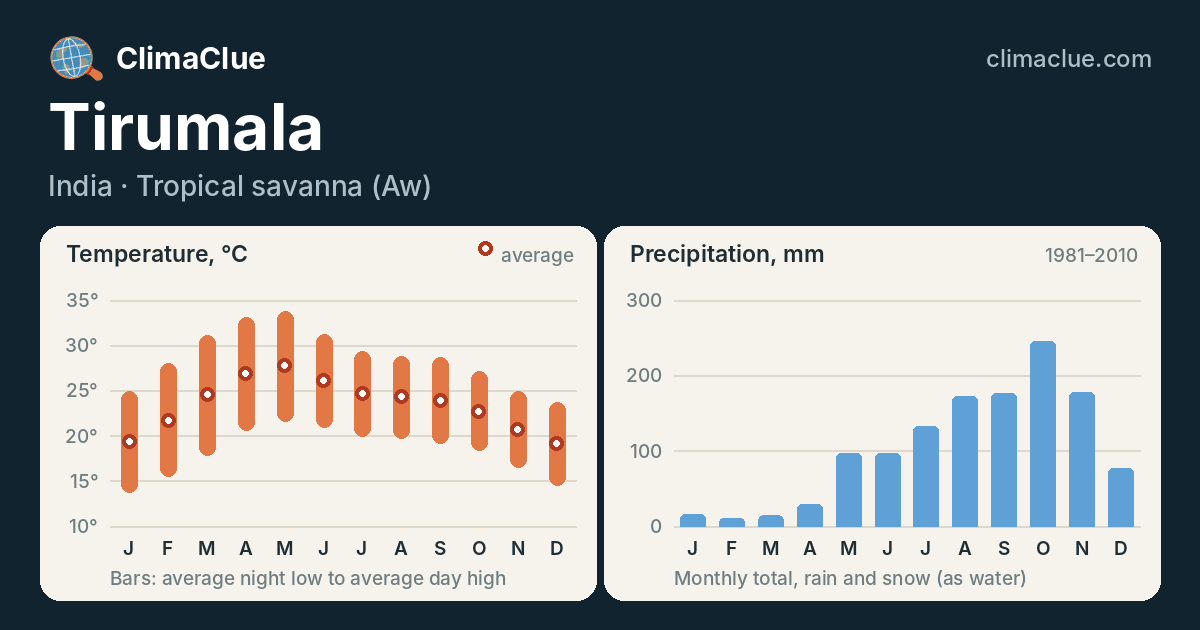 ClimaClue
climaclue.com
Tirumala
India · Tropical savanna (Aw)
Temperature, °C
average
35°
30°
25°
20°
15°
10°
J F M A M J J A S O N D
Bars: average night low to average day high
Precipitation, mm
1981–2010
300
200
100
0
J F M A M J J A S O N D
Monthly total, rain and snow (as water)